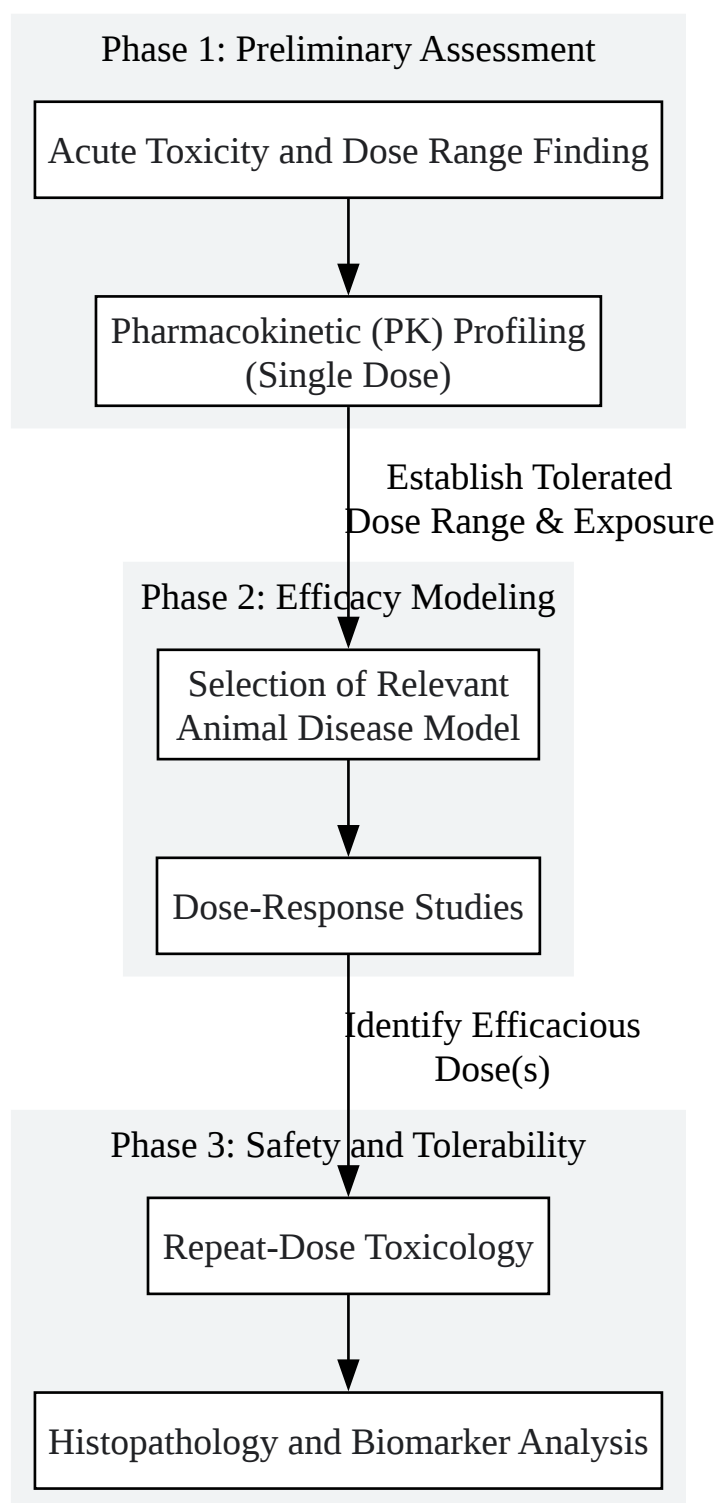 Phase 1: Preliminary Assessment
Acute Toxicity and Dose Range Finding
Pharmacokinetic (PK) Profiling
(Single Dose)
Establish Tolerated
Dose Range & Exposure
Phase 2: Efficacy Modeling
Selection of Relevant
Animal Disease Model
Dose-Response Studies
Identify Efficacious
Dose(s)
Phase 3: Safety and Tolerability
Repeat-Dose Toxicology
Histopathology and Biomarker Analysis